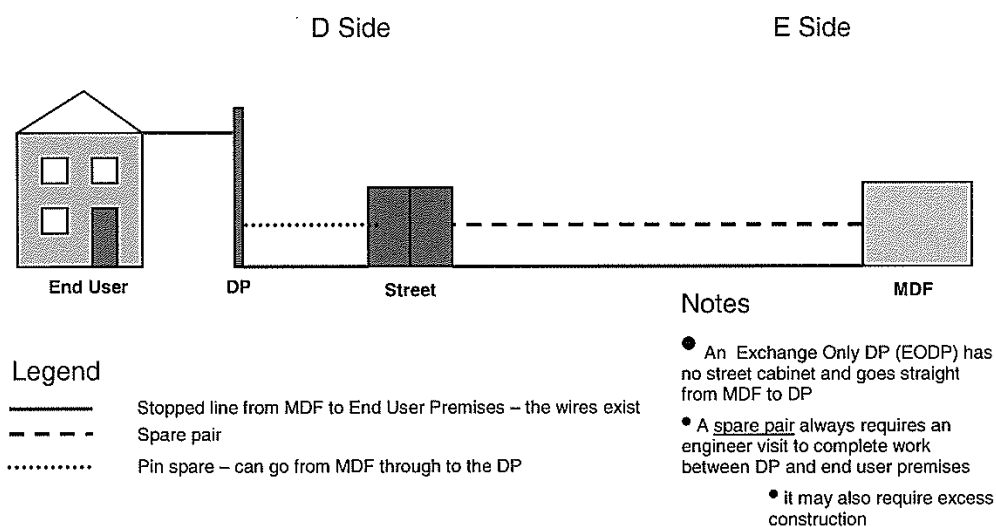 D Side
E Side
End User
DP
Street
MDF
Legend
Stopped line from MDF to End User Premises – the wires exist
Spare pair
Pin spare – can go from MDF through to the DP
Notes
• An Exchange Only DP (EODP) has
no street cabinet and goes straight
from MDF to DP
• A spare pair always requires an
engineer visit to complete work
between DP and end user premises
• it may also require excess
construction